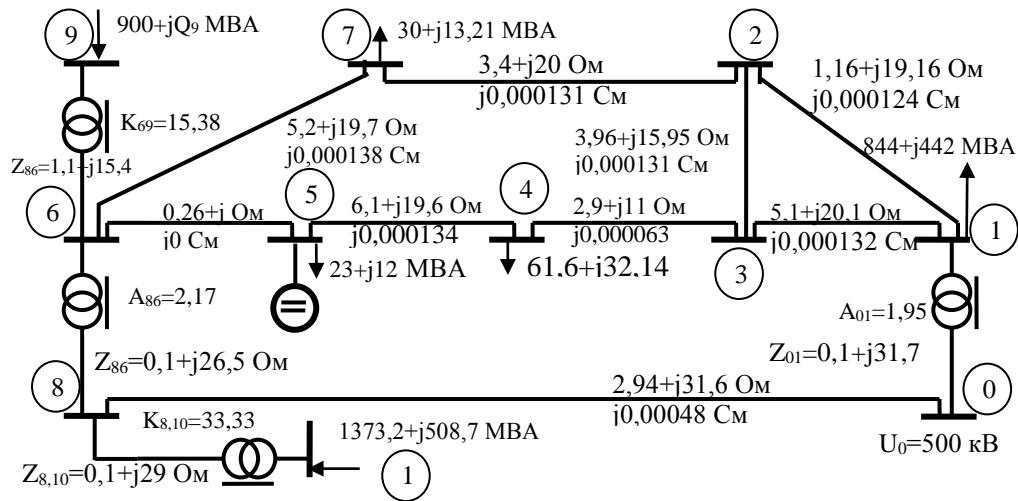 9
900+jQ9 МВА
7
30+j13,21 МВА
2
3,4+j20 Ом
j0,000131 См
1,16+j19,16 Ом
j0,000124 См
K69=15,38
5,2+j19,7 Ом
j0,000138 См
3,96+j15,95 Ом
j0,000131 См
844+j442 МВА
Z86=1,1+j15,4
6
0,26+j Ом
j0 См
5
6,1+j19,6 Ом
j0,000134
4
2,9+j11 Ом
j0,000063
5,1+j20,1 Ом
j0,000132 См
1
23+j12 МВА
61,6+j32,14
3
A86=2,17
A01=1,95
Z86=0,1+j26,5 Ом
Z01=0,1+j31,7
8
2,94+j31,6 Ом
j0,00048 См
0
K8,10=33,33
1373,2+j508,7 МВА
U0=500 кВ
Z8,10=0,1+j29 Ом
1